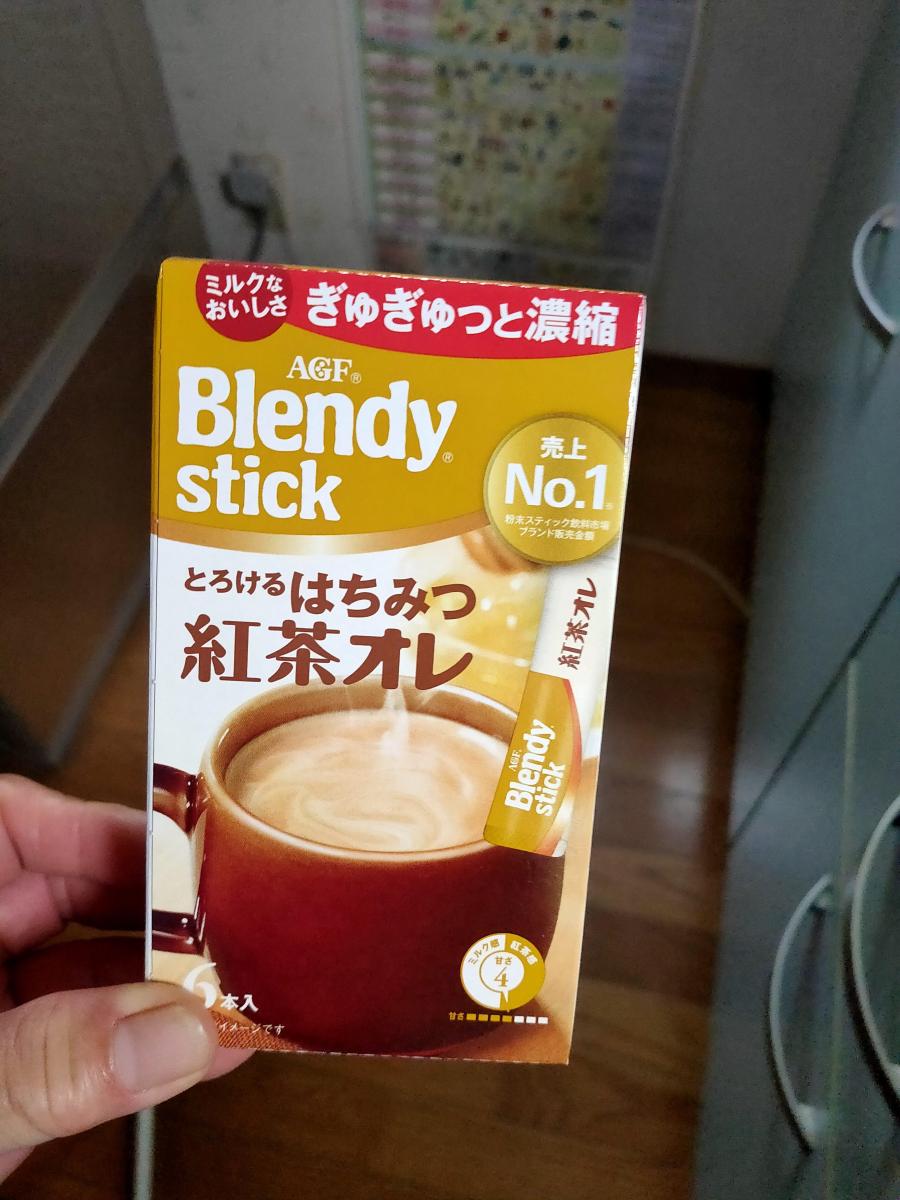 ミルクな
おいしさ
ぎゅぎゅっと濃縮
AGF®
Blendy®
stick
売上
No.1※
粉末スティック飲料市場
ブランド販売金額
とろけるはちみつ
紅茶オレ
紅茶オレ
AGF
Blendy
stick
ミルク感
紅茶感
甘さ
4
甘さ
6本入
イメージです